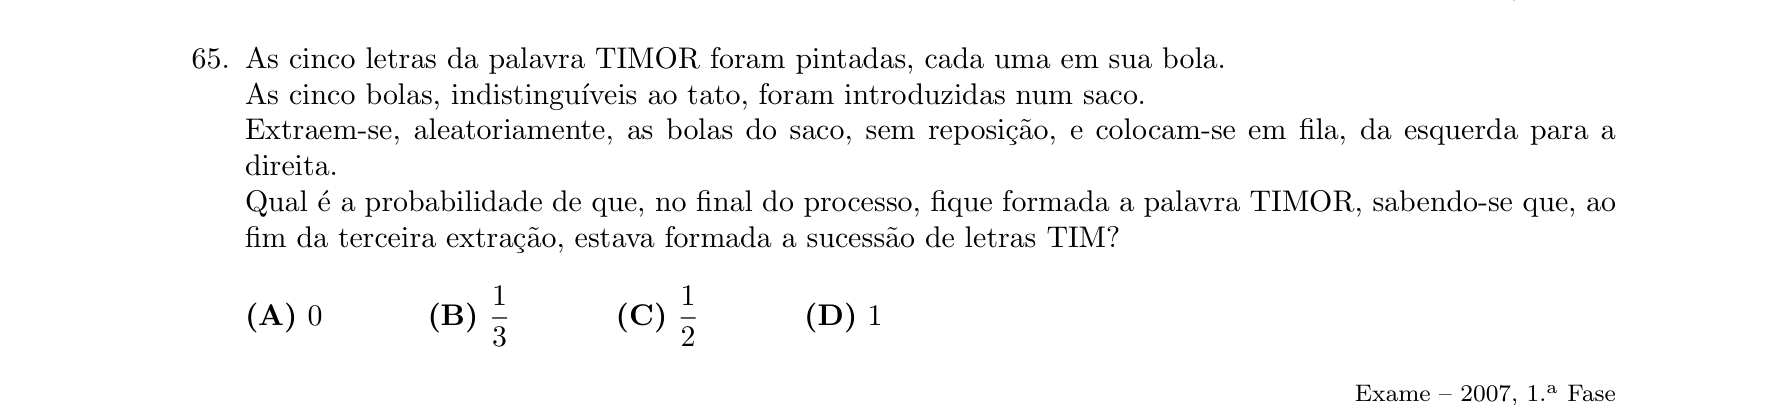 65. As cinco letras da palavra TIMOR foram pintadas, cada uma em sua bola.
As cinco bolas, indistinguíveis ao tato, foram introduzidas num saco.
Extraem-se, aleatoriamente, as bolas do saco, sem reposição, e colocam-se em fila, da esquerda para a
direita.
Qual é a probabilidade de que, no final do processo, fique formada a palavra TIMOR, sabendo-se que, ao
fim da terceira extração, estava formada a sucessão de letras TIM?
(A) 0 (B) 1/3 (C) 1/2 (D) 1
Exame – 2007, 1.ª Fase